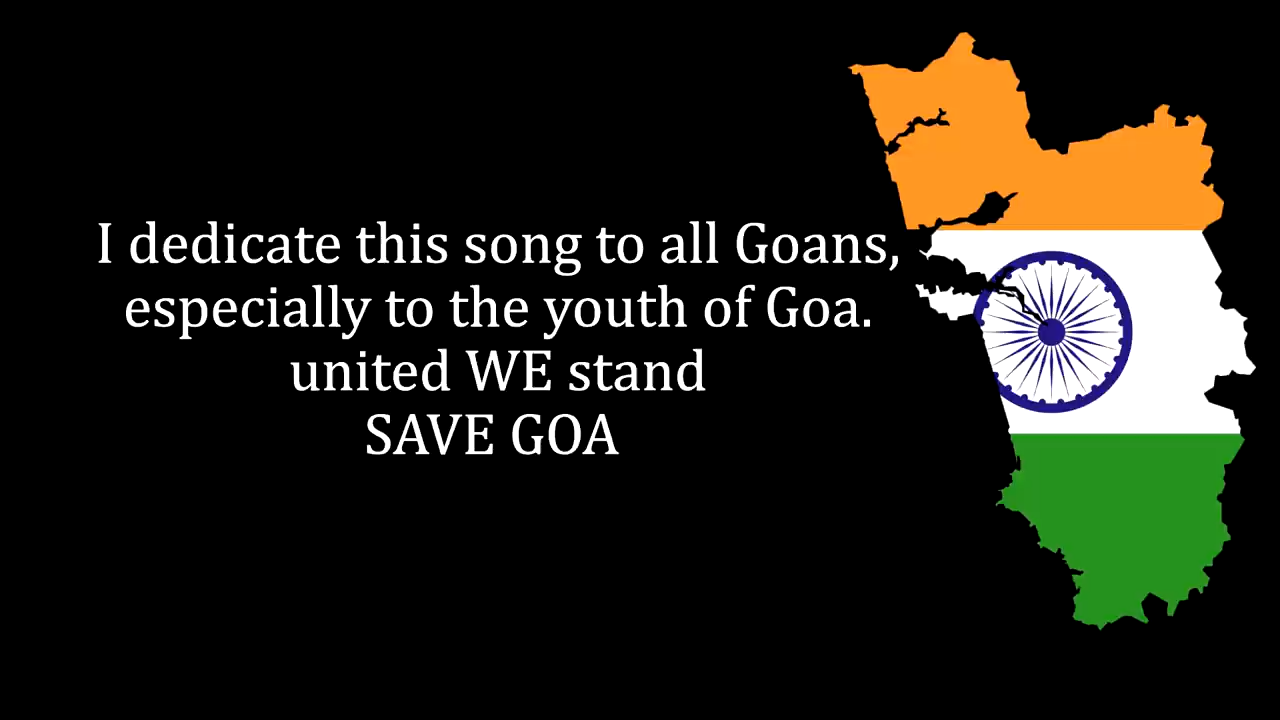 I dedicate this song to all Goans,
especially to the youth of Goa.
united WE stand
SAVE GOA